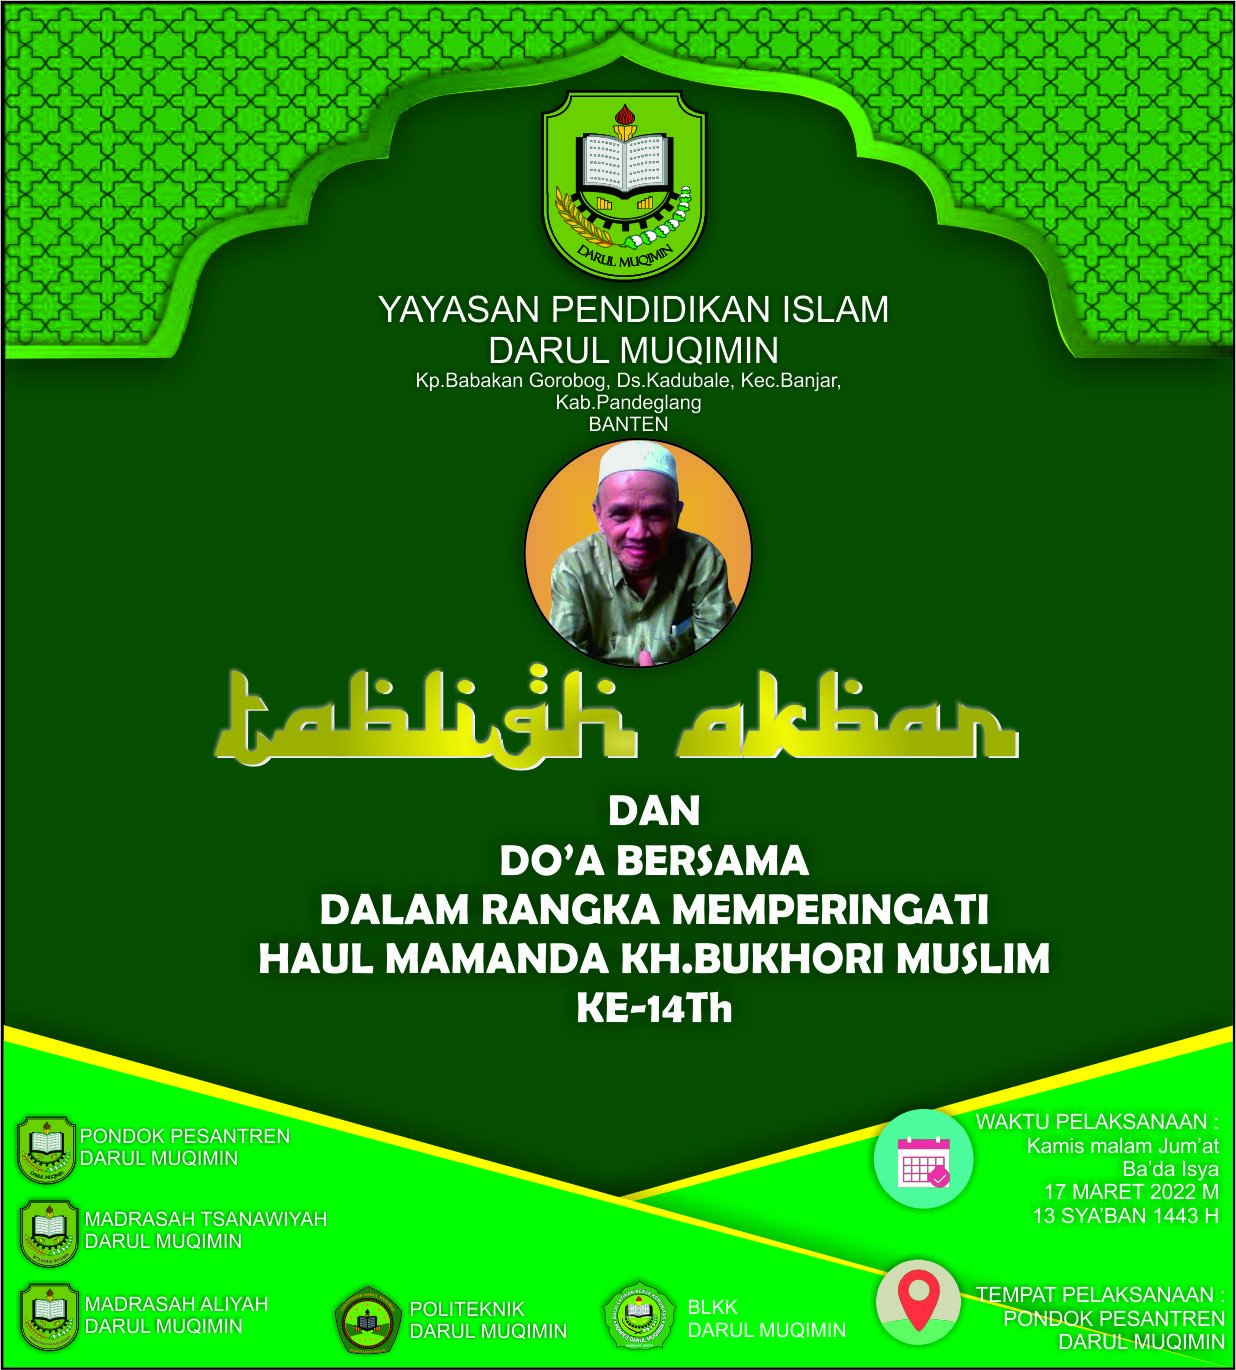 DARUL MUQIMIN
YAYASAN PENDIDIKAN ISLAM
DARUL MUQIMIN
Kp.Babakan Gorobog, Ds.Kadubale, Kec.Banjar,
Kab.Pandeglang
BANTEN
tabligh akbar
DAN
DO’A BERSAMA
DALAM RANGKA MEMPERINGATI
HAUL MAMANDA KH.BUKHORI MUSLIM
KE-14Th
PONDOK PESANTREN
DARUL MUQIMIN
MADRASAH TSANAWIYAH
DARUL MUQIMIN
MADRASAH ALIYAH
DARUL MUQIMIN
POLITEKNIK
DARUL MUQIMIN
BLKK
DARUL MUQIMIN
WAKTU PELAKSANAAN :
Kamis malam Jum’at
Ba’da Isya
17 MARET 2022 M
13 SYA’BAN 1443 H
TEMPAT PELAKSANAAN :
PONDOK PESANTREN
DARUL MUQIMIN